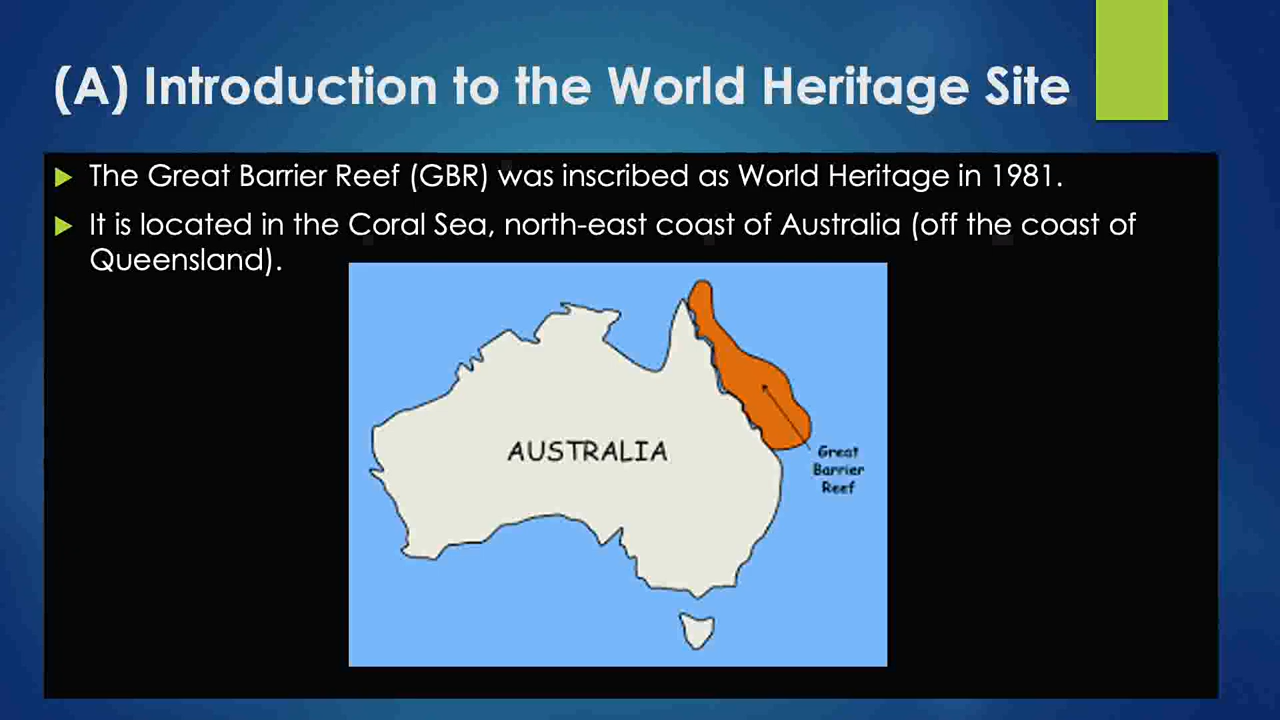 (A) Introduction to the World Heritage Site
The Great Barrier Reef (GBR) was inscribed as World Heritage in 1981.
It is located in the Coral Sea, north-east coast of Australia (off the coast of
Queensland).
AUSTRALIA
Great
Barrier
Reef